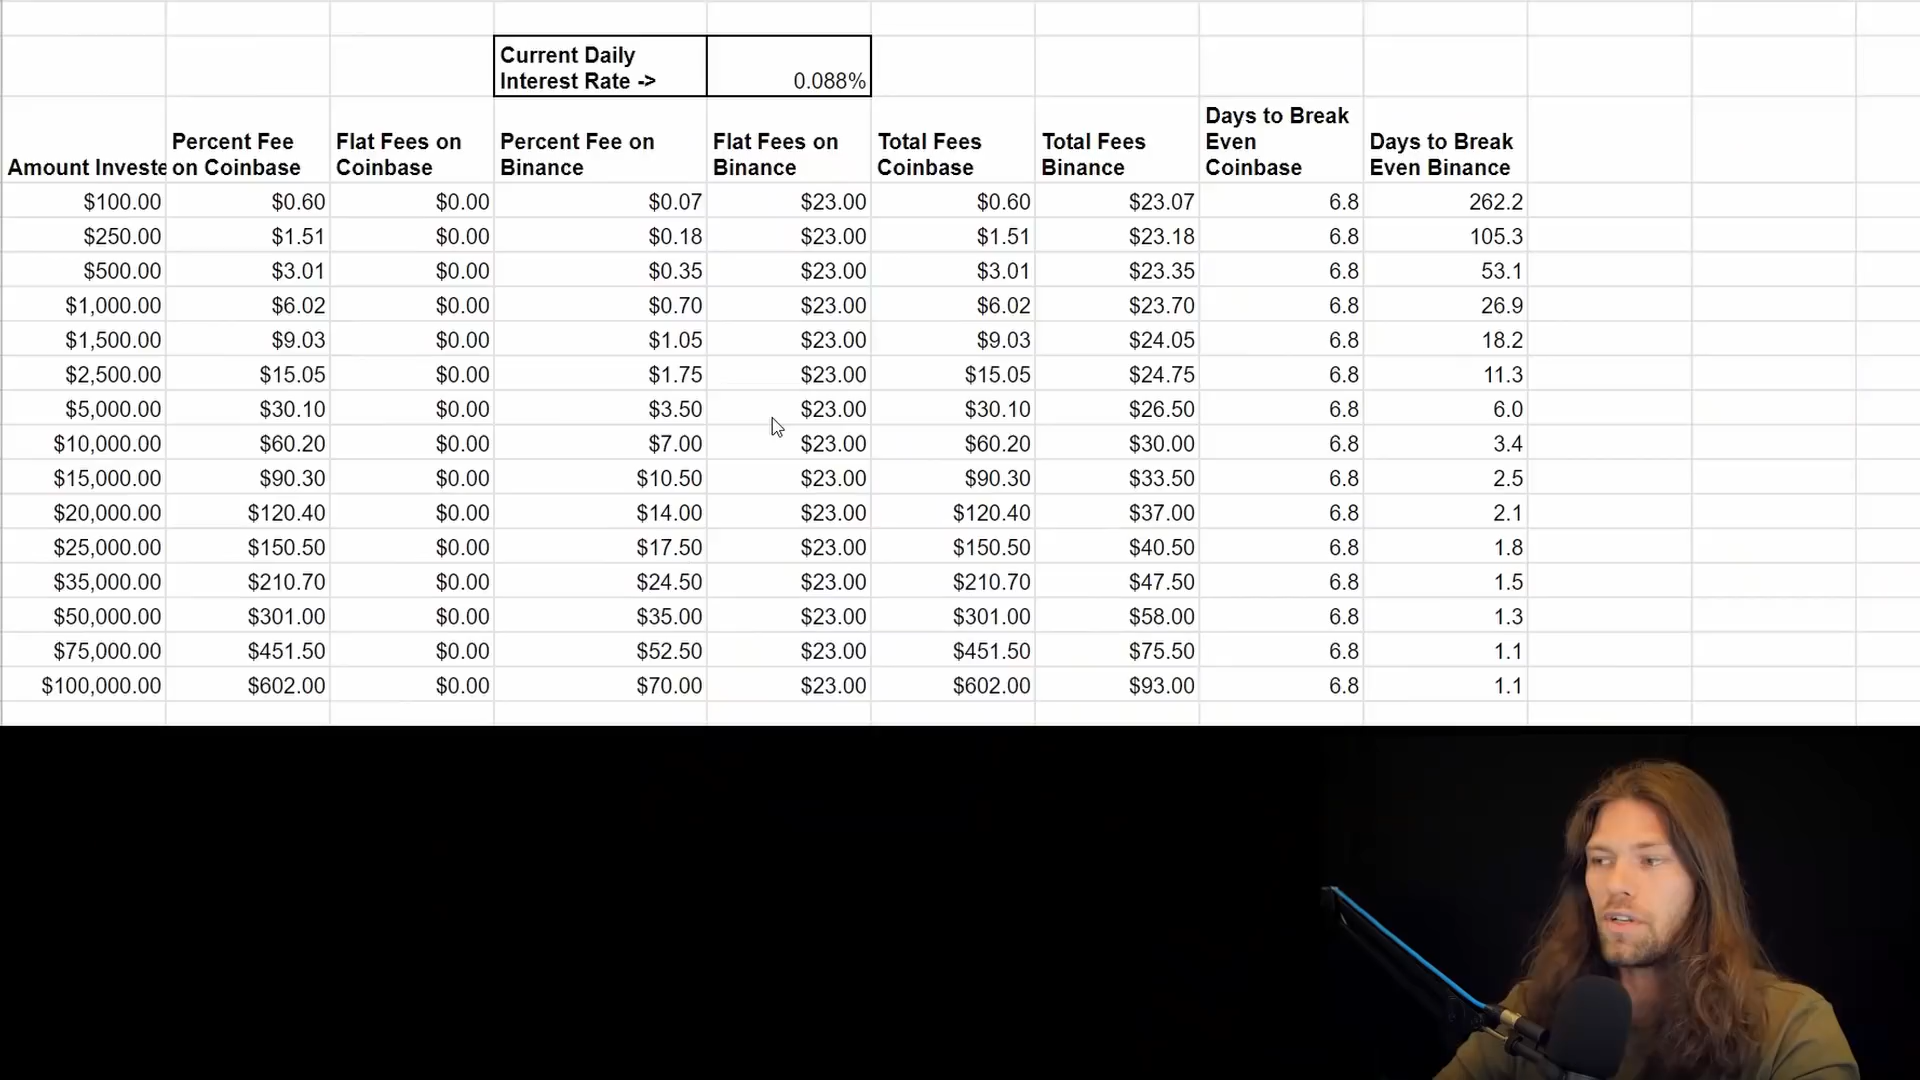 Current Daily
Interest Rate -> 0.088%
Amount Investe Percent Fee on Coinbase Flat Fees on Coinbase Percent Fee on Binance Flat Fees on Binance Total Fees Coinbase Total Fees Binance Days to Break Even Coinbase Days to Break Even Binance
$100.00 $0.60 $0.00 $0.07 $23.00 $0.60 $23.07 6.8 262.2
$250.00 $1.51 $0.00 $0.18 $23.00 $1.51 $23.18 6.8 105.3
$500.00 $3.01 $0.00 $0.35 $23.00 $3.01 $23.35 6.8 53.1
$1,000.00 $6.02 $0.00 $0.70 $23.00 $6.02 $23.70 6.8 26.9
$1,500.00 $9.03 $0.00 $1.05 $23.00 $9.03 $24.05 6.8 18.2
$2,500.00 $15.05 $0.00 $1.75 $23.00 $15.05 $24.75 6.8 11.3
$5,000.00 $30.10 $0.00 $3.50 $23.00 $30.10 $26.50 6.8 6.0
$10,000.00 $60.20 $0.00 $7.00 $23.00 $60.20 $30.00 6.8 3.4
$15,000.00 $90.30 $0.00 $10.50 $23.00 $90.30 $33.50 6.8 2.5
$20,000.00 $120.40 $0.00 $14.00 $23.00 $120.40 $37.00 6.8 2.1
$25,000.00 $150.50 $0.00 $17.50 $23.00 $150.50 $40.50 6.8 1.8
$35,000.00 $210.70 $0.00 $24.50 $23.00 $210.70 $47.50 6.8 1.5
$50,000.00 $301.00 $0.00 $35.00 $23.00 $301.00 $58.00 6.8 1.3
$75,000.00 $451.50 $0.00 $52.50 $23.00 $451.50 $75.50 6.8 1.1
$100,000.00 $602.00 $0.00 $70.00 $23.00 $602.00 $93.00 6.8 1.1